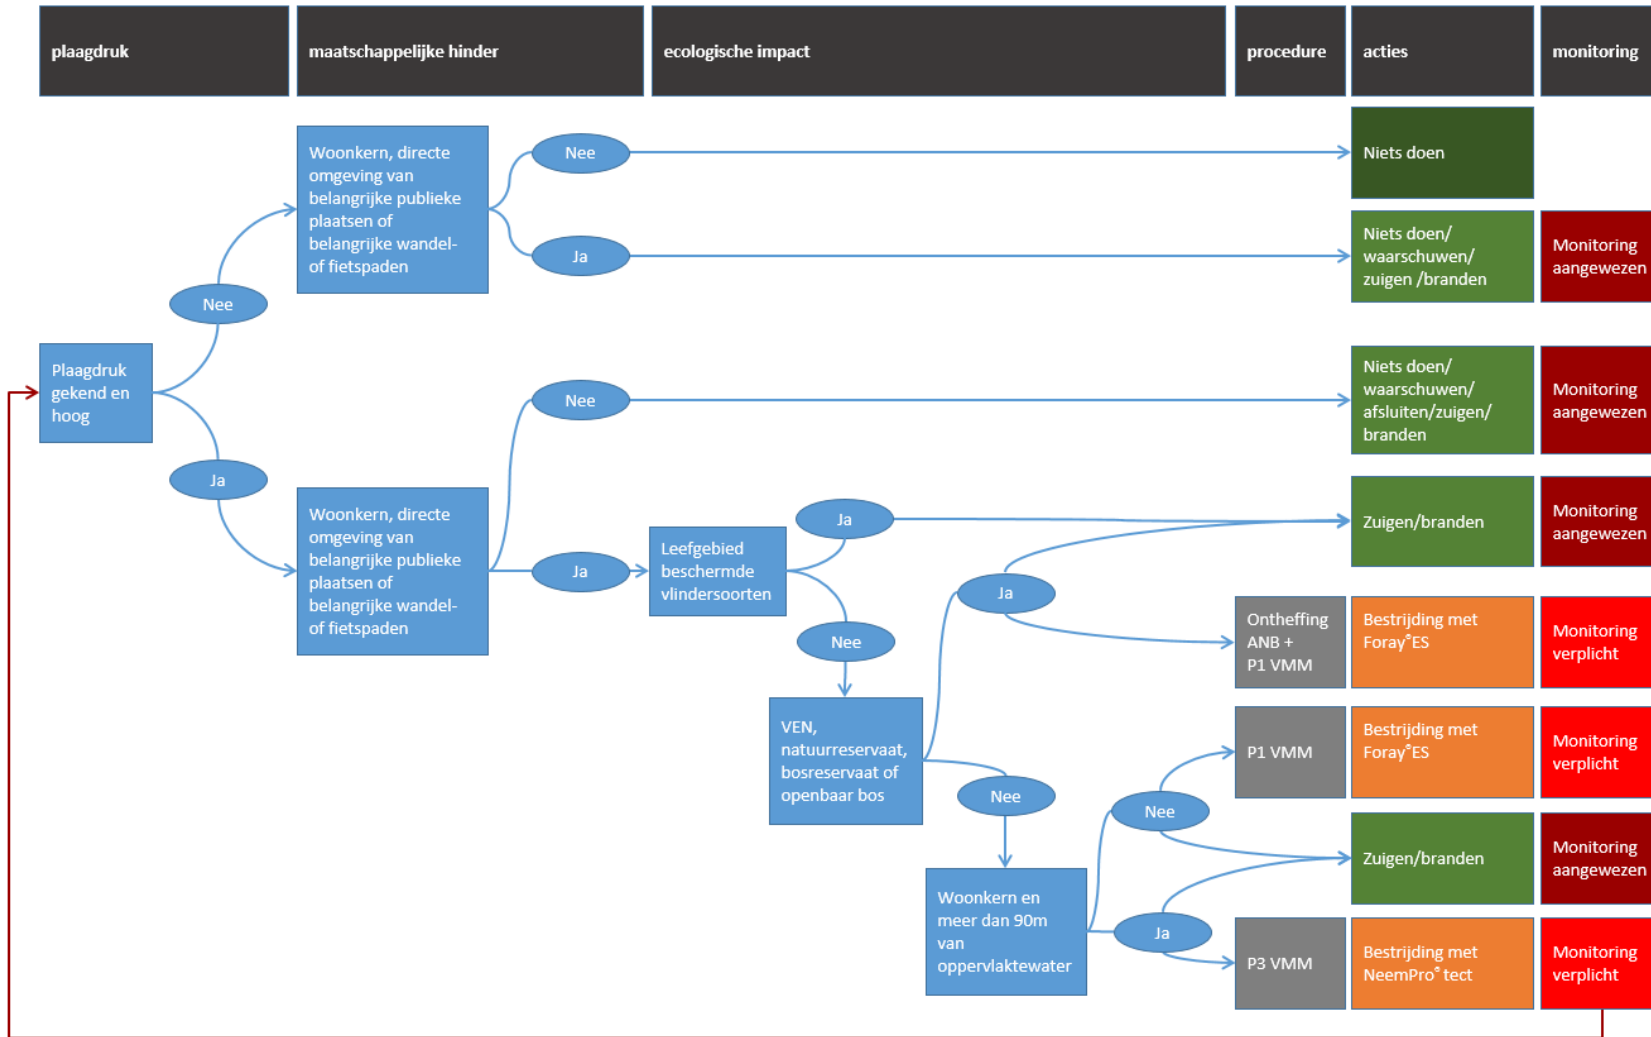 plaagdruk
maatschappelijke hinder
ecologische impact
procedure
acties
monitoring
Woonkern, directe
omgeving van
belangrijke publieke
plaatsen of
belangrijke wandel-
of fietspaden
Nee
Niets doen
Ja
Niets doen/
waarschuwen/
zuigen /branden
Monitoring
aangewezen
Nee
Plaagdruk
gekend en
hoog
Ja
Nee
Niets doen/
waarschuwen/
afsluiten/zuigen/
branden
Monitoring
aangewezen
Woonkern, directe
omgeving van
belangrijke publieke
plaatsen of
belangrijke wandel-
of fietspaden
Ja
Leefgebied
beschermde
vlindersoorten
Ja
Zuigen/branden
Monitoring
aangewezen
Nee
Ja
Ontheffing
ANB +
P1 VMM
Bestrijding met
Foray®ES
Monitoring
verplicht
VEN,
natuurreservaat,
bosreservaat of
openbaar bos
Nee
P1 VMM
Bestrijding met
Foray®ES
Monitoring
verplicht
Nee
Zuigen/branden
Monitoring
aangewezen
Woonkern en
meer dan 90m
van
oppervlaktewater
Ja
P3 VMM
Bestrijding met
NeemPro® tect
Monitoring
verplicht